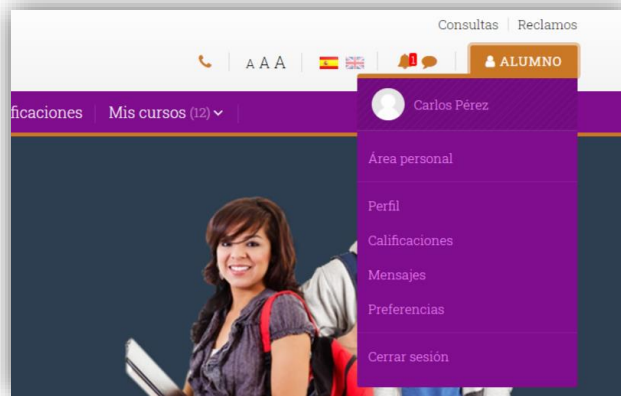 Consultas Reclamos
A A A 1 ALUMNO
ficaciones Mis cursos (12)
Carlos Pérez
Área personal
Perfil
Calificaciones
Mensajes
Preferencias
Cerrar sesión